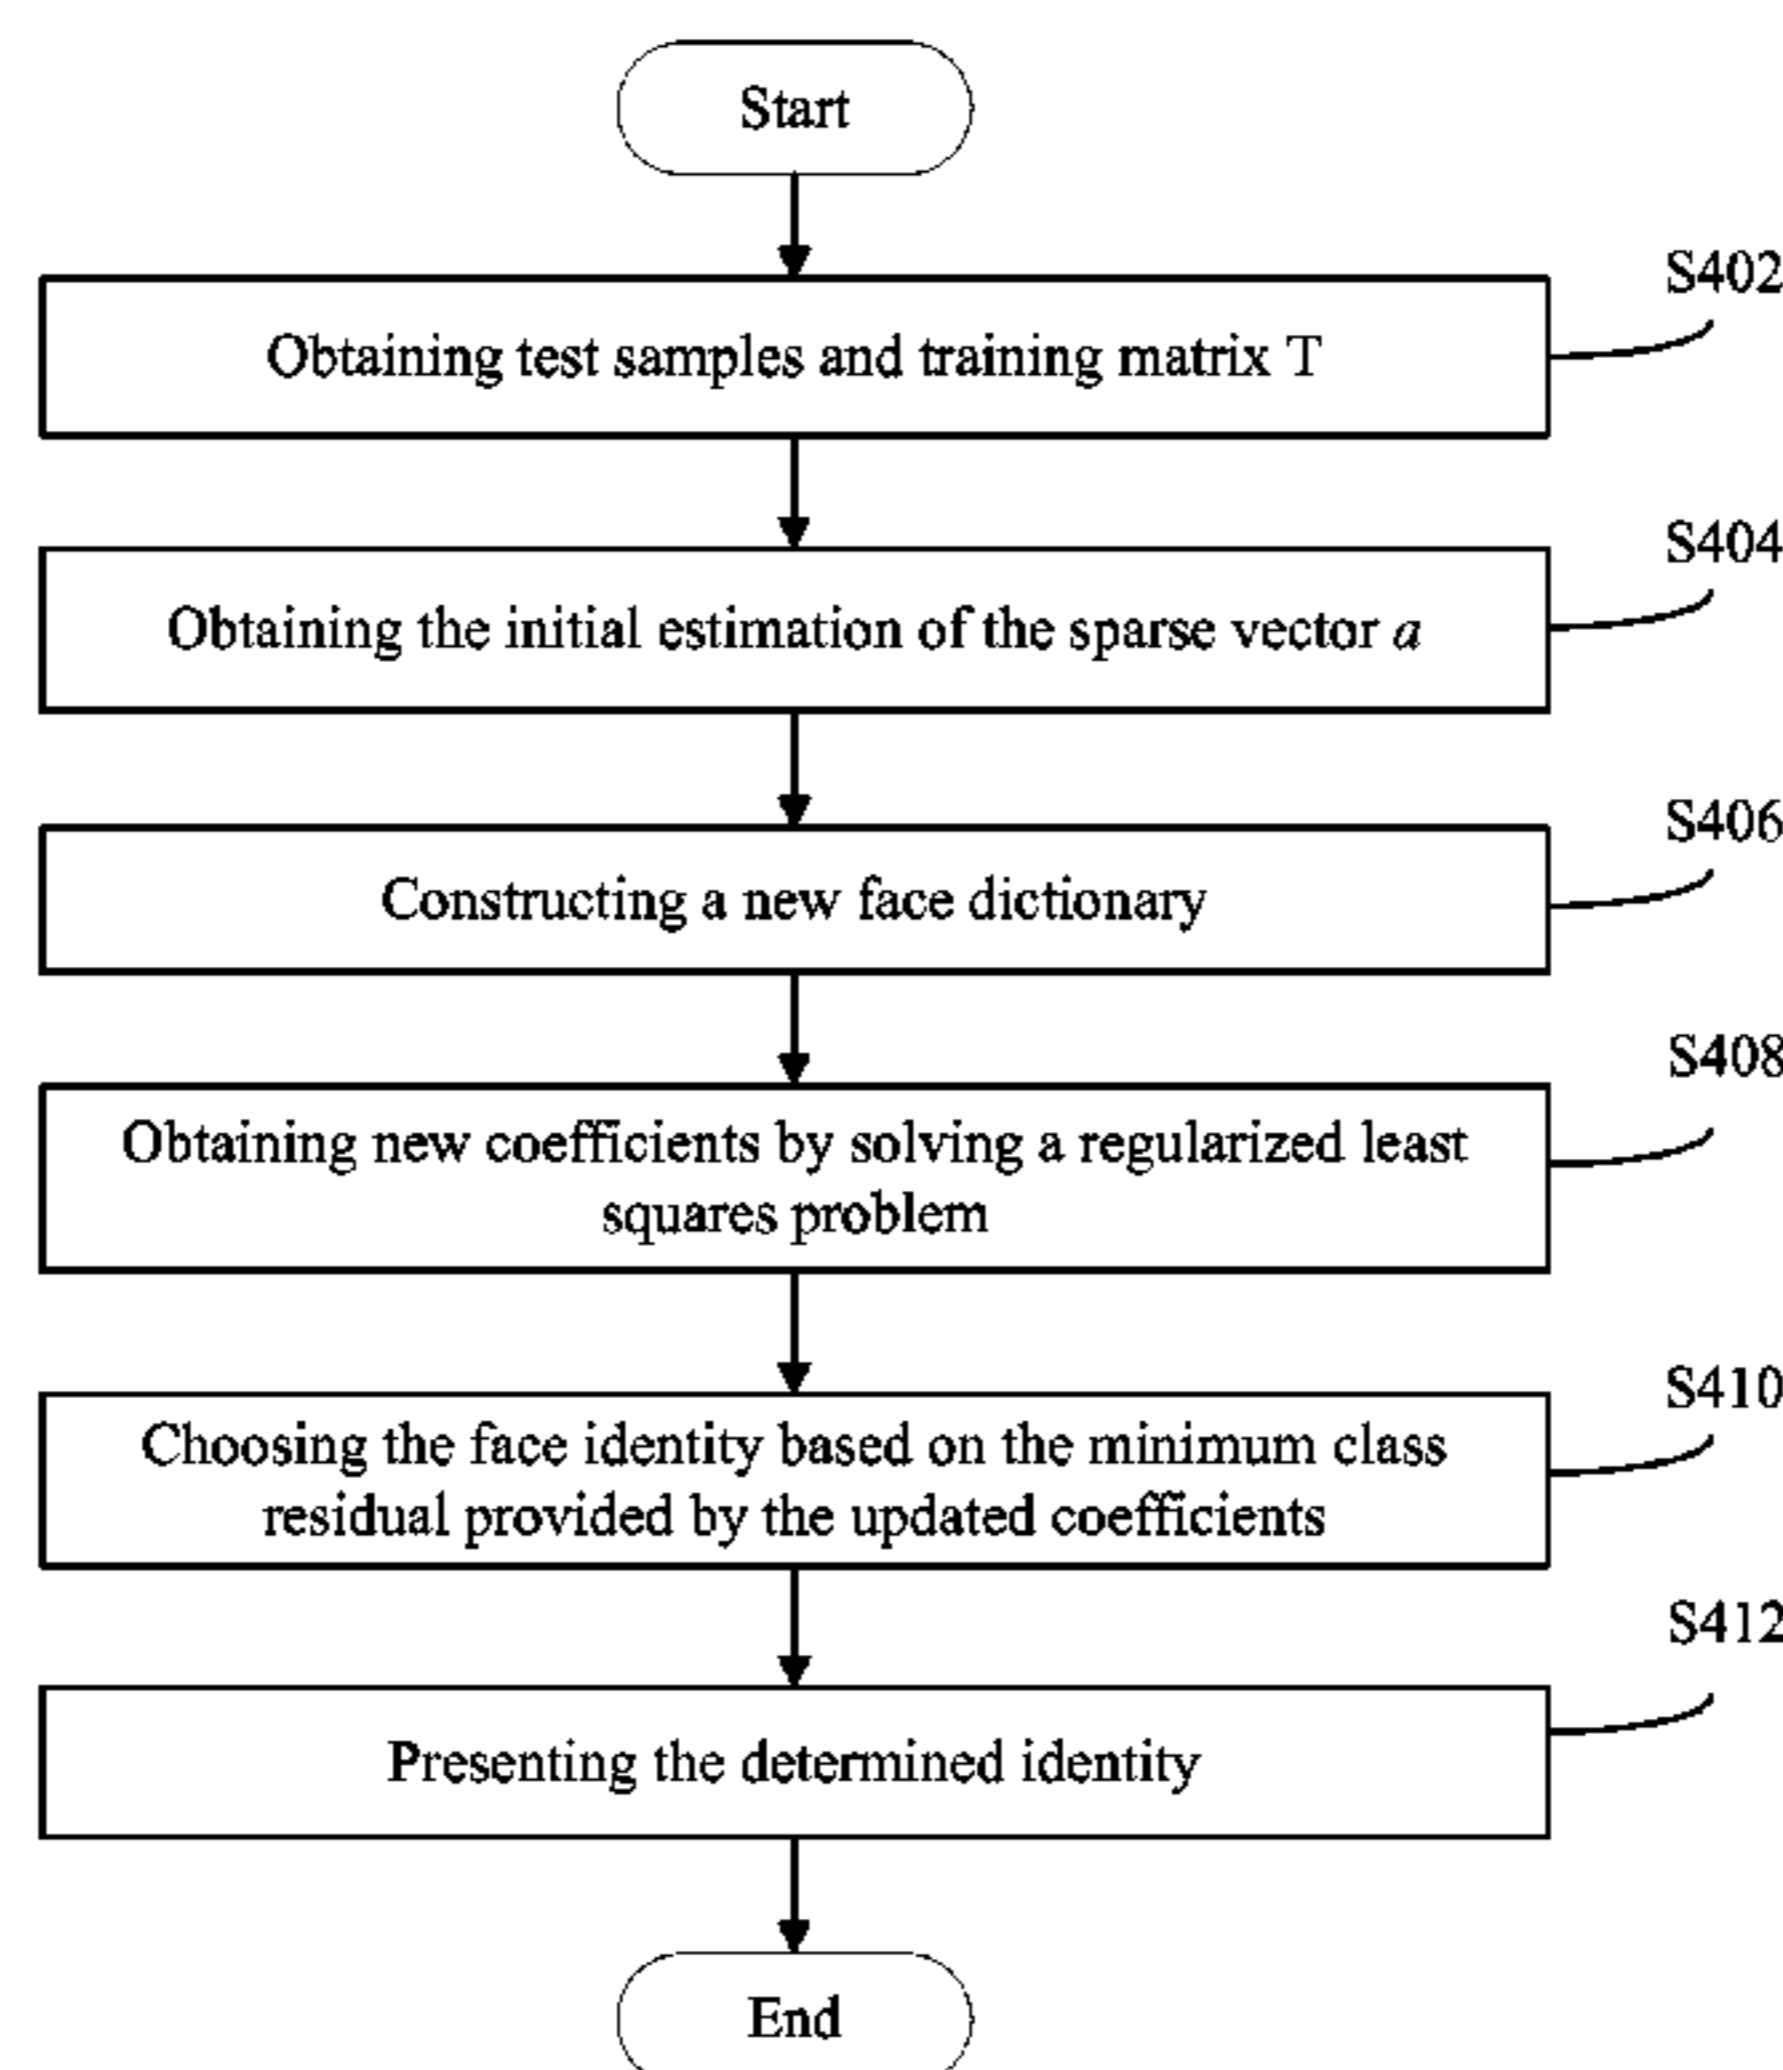 Start
S402
Obtaining test samples and training matrix T
S404
Obtaining the initial estimation of the sparse vector a
S406
Constructing a new face dictionary
S408
Obtaining new coefficients by solving a regularized least
squares problem
S410
Choosing the face identity based on the minimum class
residual provided by the updated coefficients
S412
Presenting the determined identity
End